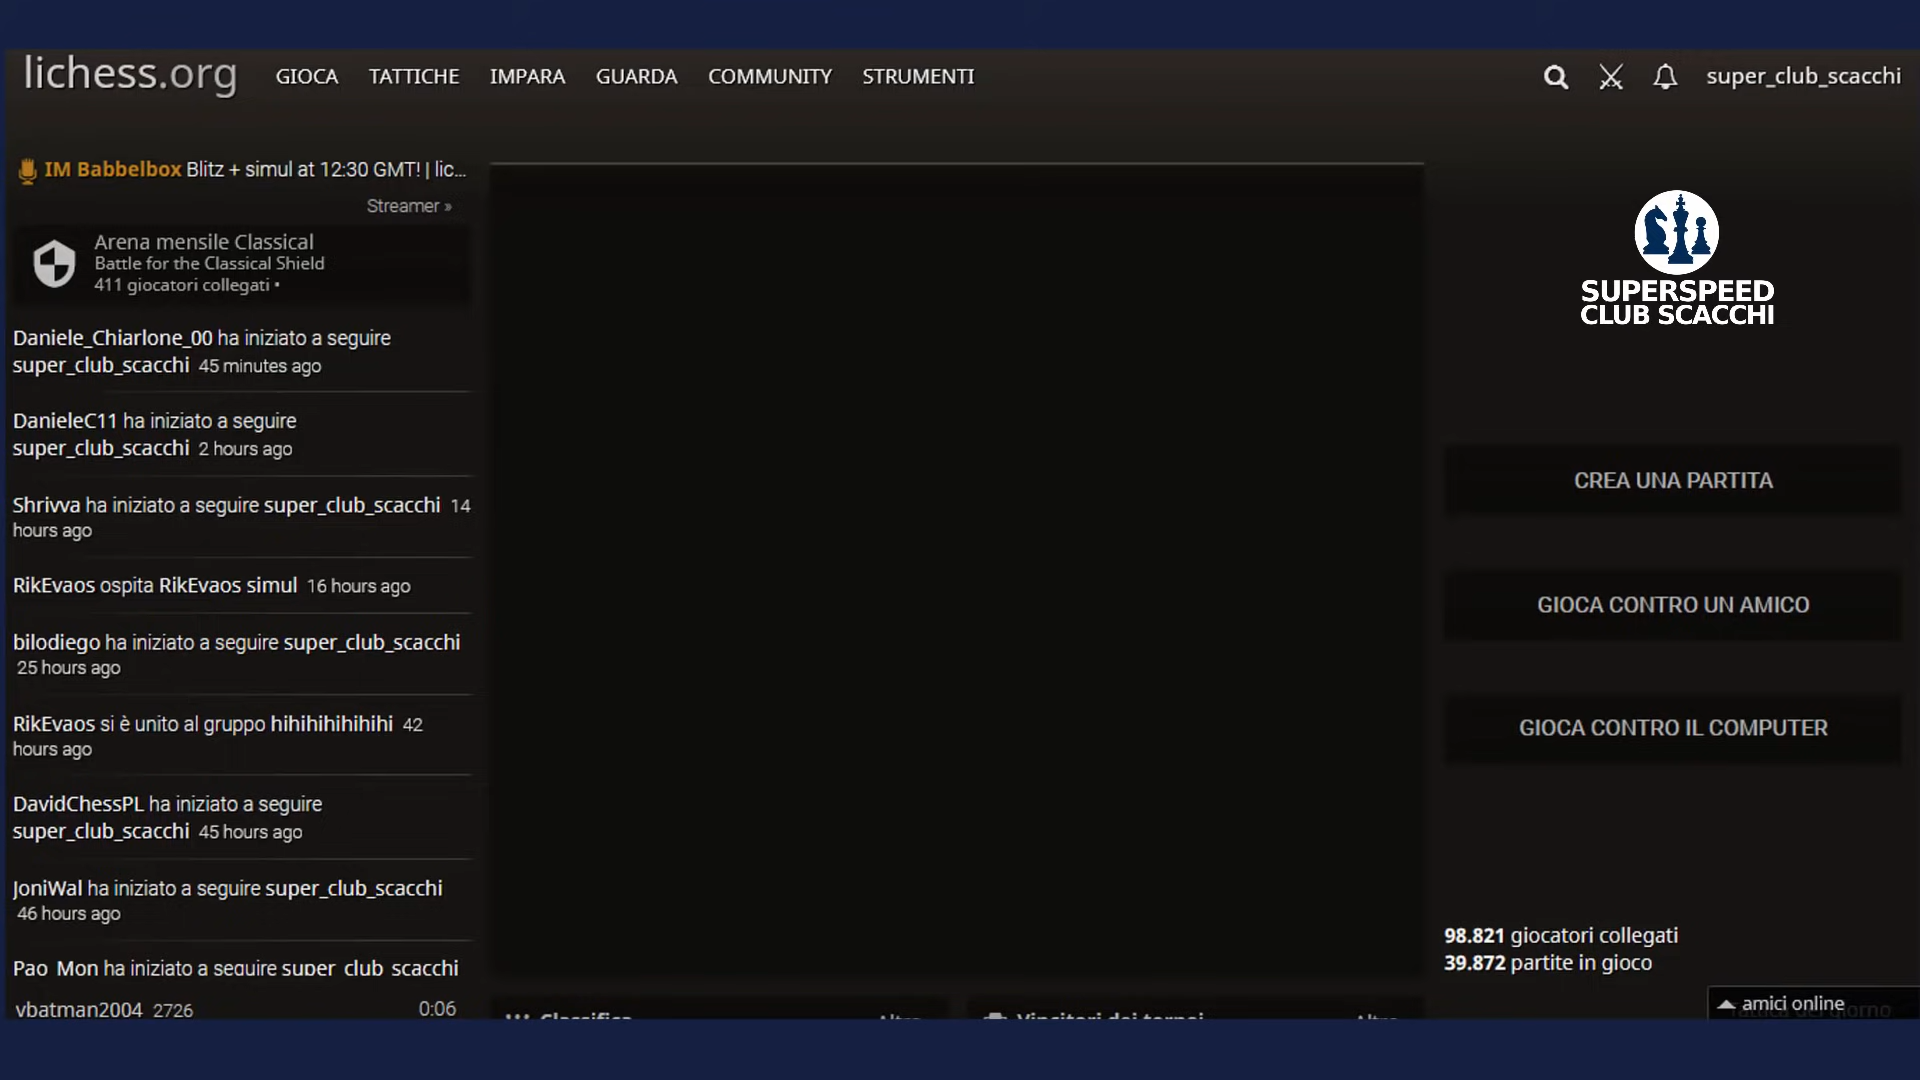 lichess.org GIOCA TATTICHE IMPARA GUARDA COMMUNITY STRUMENTI super_club_scacchi
IM Babbelbox Blitz + simul at 12:30 GMT! | lic...
Streamer »
Arena mensile Classical
Battle for the Classical Shield
411 giocatori collegati •
Daniele_Chiarlone_00 ha iniziato a seguire
super_club_scacchi 45 minutes ago
DanieleC11 ha iniziato a seguire
super_club_scacchi 2 hours ago
Shrivva ha iniziato a seguire super_club_scacchi 14
hours ago
RikEvaos ospita RikEvaos simul 16 hours ago
bilodiego ha iniziato a seguire super_club_scacchi
25 hours ago
RikEvaos si è unito al gruppo hihihihihihihi 42
hours ago
DavidChessPL ha iniziato a seguire
super_club_scacchi 45 hours ago
JoniWal ha iniziato a seguire super_club_scacchi
46 hours ago
Pao_Mon ha iniziato a seguire super_club_scacchi
vbatman2004 2726 0:06
Classifica Altro
Vincitori dei tornei Altro
SUPERSPEED
CLUB SCACCHI
CREA UNA PARTITA
GIOCA CONTRO UN AMICO
GIOCA CONTRO IL COMPUTER
98.821 giocatori collegati
39.872 partite in gioco
amici online